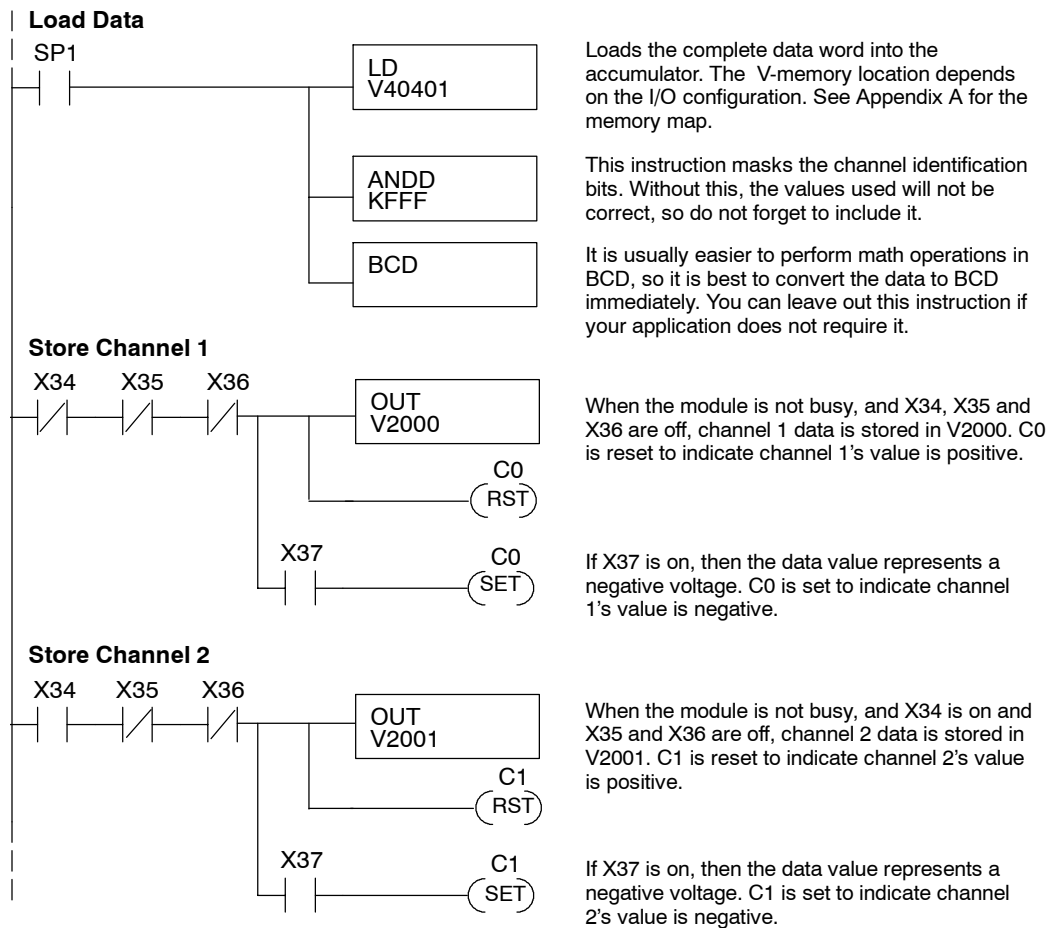 Load Data
SP1
LD
V40401
Loads the complete data word into the
accumulator. The V-memory location depends
on the I/O configuration. See Appendix A for the
memory map.
ANDD
KFFF
This instruction masks the channel identification
bits. Without this, the values used will not be
correct, so do not forget to include it.
BCD
It is usually easier to perform math operations in
BCD, so it is best to convert the data to BCD
immediately. You can leave out this instruction if
your application does not require it.
Store Channel 1
X34 X35 X36
OUT
V2000
When the module is not busy, and X34, X35 and
X36 are off, channel 1 data is stored in V2000. C0
is reset to indicate channel 1's value is positive.
C0
RST
X37
C0
SET
If X37 is on, then the data value represents a
negative voltage. C0 is set to indicate channel
1's value is negative.
Store Channel 2
X34 X35 X36
OUT
V2001
When the module is not busy, and X34 is on and
X35 and X36 are off, channel 2 data is stored in
V2001. C1 is reset to indicate channel 2's value
is positive.
C1
RST
X37
C1
SET
If X37 is on, then the data value represents a
negative voltage. C1 is set to indicate channel
2's value is negative.